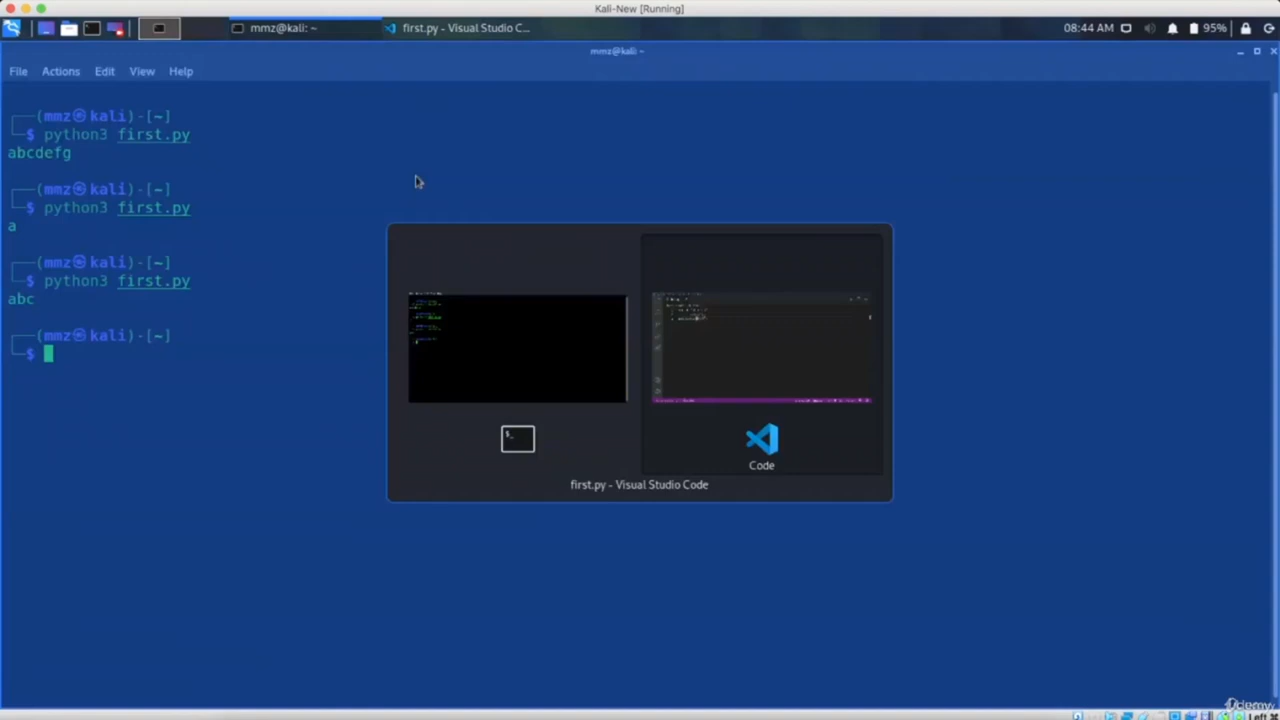 Kali-New [Running]
mmz@kali: ~
first.py - Visual Studio C...
08:44 AM
95%
mmz@kali: ~
File Actions Edit View Help
┌──(mmz㉿kali)-[~]
└─$ python3 first.py
abcdefg
┌──(mmz㉿kali)-[~]
└─$ python3 first.py
a
┌──(mmz㉿kali)-[~]
└─$ python3 first.py
abc
┌──(mmz㉿kali)-[~]
└─$
Code
first.py - Visual Studio Code
Udemy
Left ⌘